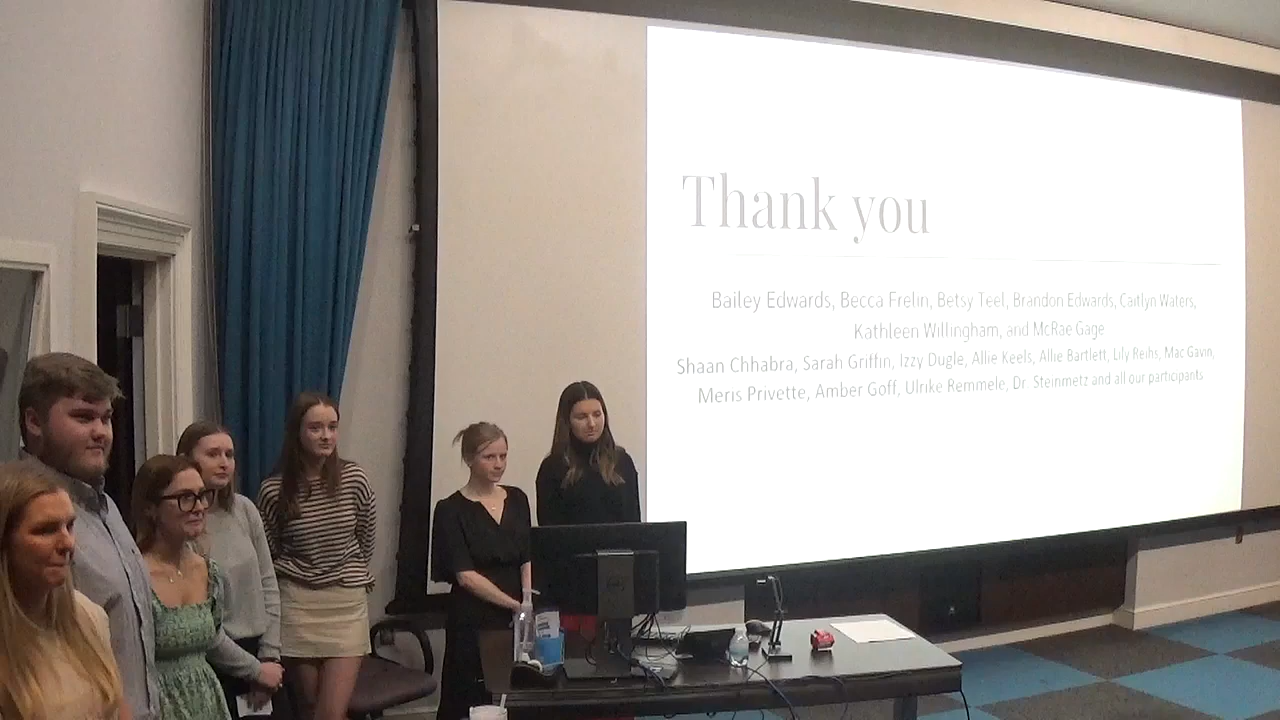 Thank you
Bailey Edwards, Becca Frelin, Betsy Teel, Brandon Edwards, Caitlyn Waters,
Kathleen Willingham, and McRae Gage
Shaan Chhabra, Sarah Griffin, Izzy Dugle, Allie Keels, Allie Bartlett, Lily Reihs, Mac Gavin,
Meris Privette, Amber Goff, Ulrike Remmele, Dr. Steinmetz and all our participants